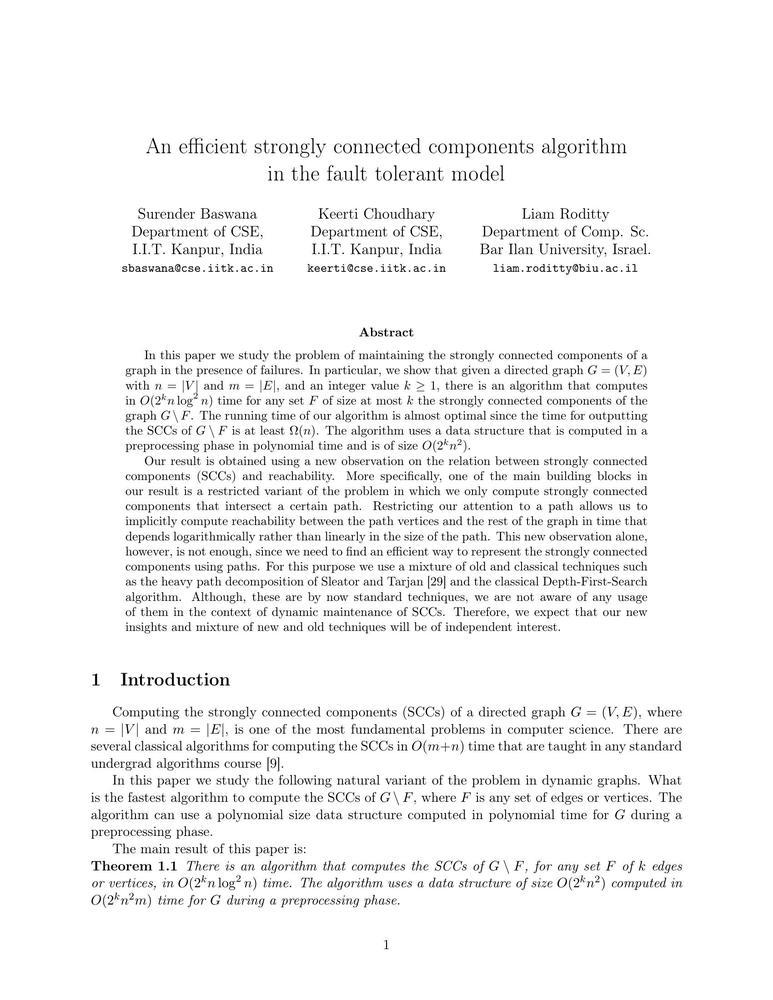 An efficient strongly connected components algorithm
in the fault tolerant model
Surender Baswana
Department of CSE,
I.I.T. Kanpur, India
sbaswana@cse.iitk.ac.in
Keerti Choudhary
Department of CSE,
I.I.T. Kanpur, India
keerti@cse.iitk.ac.in
Liam Roditty
Department of Comp. Sc.
Bar Ilan University, Israel.
liam.roditty@biu.ac.il
Abstract
In this paper we study the problem of maintaining the strongly connected components of a
graph in the presence of failures. In particular, we show that given a directed graph G = (V, E)
with n = |V| and m = |E|, and an integer value k ≥ 1, there is an algorithm that computes
in O(2^k n log^2 n) time for any set F of size at most k the strongly connected components of the
graph G \ F. The running time of our algorithm is almost optimal since the time for outputting
the SCCs of G \ F is at least Ω(n). The algorithm uses a data structure that is computed in a
preprocessing phase in polynomial time and is of size O(2^k n^2).
Our result is obtained using a new observation on the relation between strongly connected
components (SCCs) and reachability. More specifically, one of the main building blocks in
our result is a restricted variant of the problem in which we only compute strongly connected
components that intersect a certain path. Restricting our attention to a path allows us to
implicitly compute reachability between the path vertices and the rest of the graph in time that
depends logarithmically rather than linearly in the size of the path. This new observation alone,
however, is not enough, since we need to find an efficient way to represent the strongly connected
components using paths. For this purpose we use a mixture of old and classical techniques such
as the heavy path decomposition of Sleator and Tarjan [29] and the classical Depth-First-Search
algorithm. Although, these are by now standard techniques, we are not aware of any usage
of them in the context of dynamic maintenance of SCCs. Therefore, we expect that our new
insights and mixture of new and old techniques will be of independent interest.
1 Introduction
Computing the strongly connected components (SCCs) of a directed graph G = (V, E), where
n = |V| and m = |E|, is one of the most fundamental problems in computer science. There are
several classical algorithms for computing the SCCs in O(m+n) time that are taught in any standard
undergrad algorithms course [9].
In this paper we study the following natural variant of the problem in dynamic graphs. What
is the fastest algorithm to compute the SCCs of G \ F, where F is any set of edges or vertices. The
algorithm can use a polynomial size data structure computed in polynomial time for G during a
preprocessing phase.
The main result of this paper is:
Theorem 1.1 There is an algorithm that computes the SCCs of G \ F, for any set F of k edges
or vertices, in O(2^k n log^2 n) time. The algorithm uses a data structure of size O(2^k n^2) computed in
O(2^k n^2 m) time for G during a preprocessing phase.
1